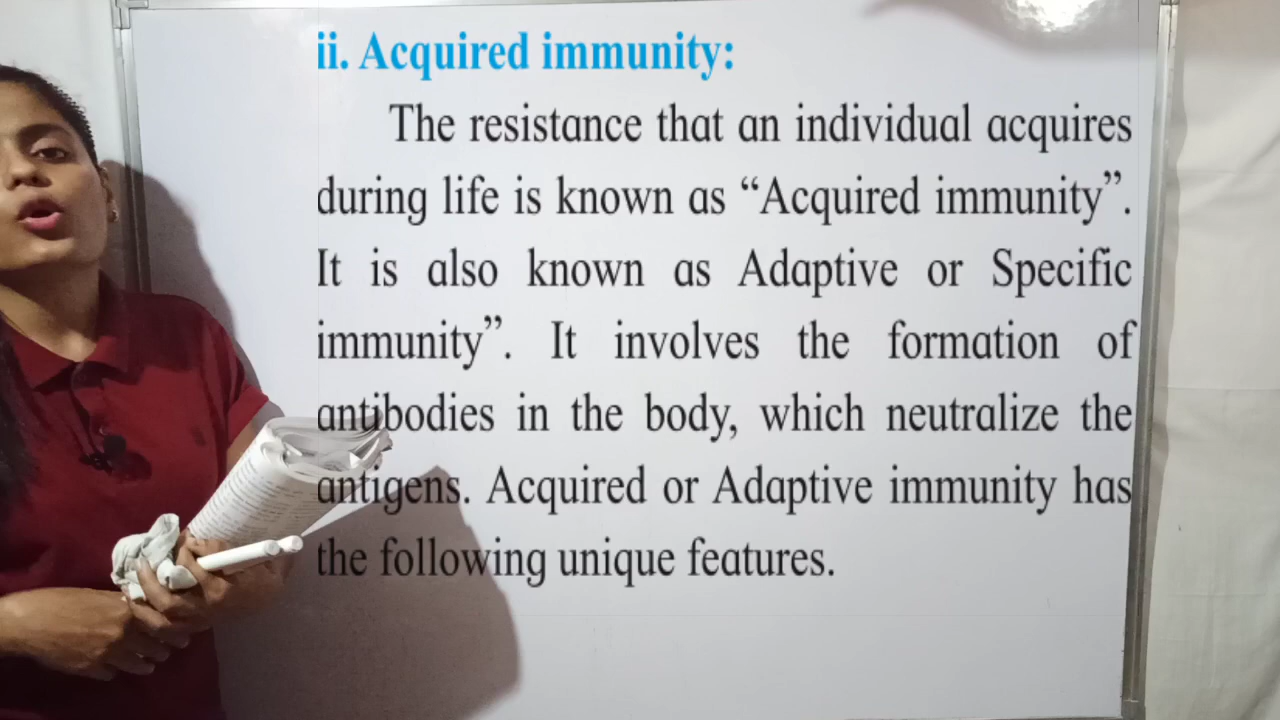 ii. Acquired immunity:
The resistance that an individual acquires
during life is known as “Acquired immunity”.
It is also known as Adaptive or Specific
immunity”. It involves the formation of
antibodies in the body, which neutralize the
antigens. Acquired or Adaptive immunity has
the following unique features.